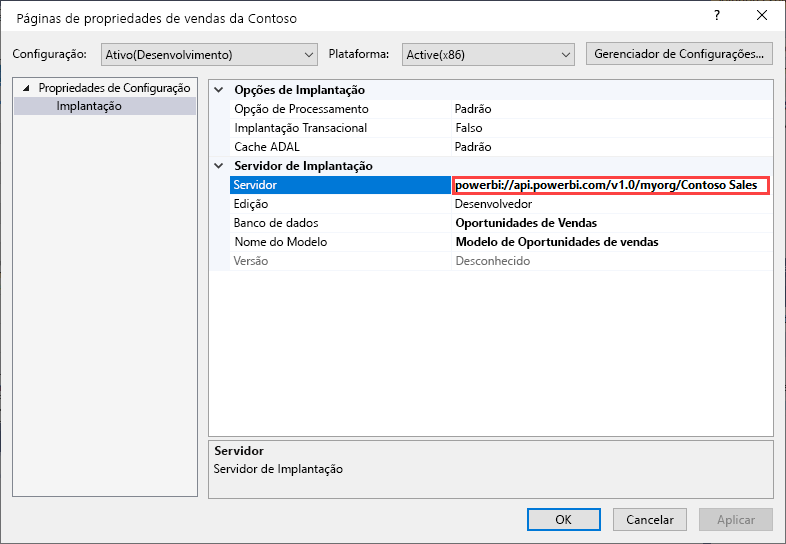 Páginas de propriedades de vendas da Contoso
?
Configuração: Ativo(Desenvolvimento) Plataforma: Active(x86) Gerenciador de Configurações...
Propriedades de Configuração
Implantação
Opções de Implantação
Opção de Processamento Padrão
Implantação Transacional Falso
Cache ADAL Padrão
Servidor de Implantação
Servidor powerbi://api.powerbi.com/v1.0/myorg/Contoso Sales
Edição Desenvolvedor
Banco de dados Oportunidades de Vendas
Nome do Modelo Modelo de Oportunidades de vendas
Versão Desconhecido
Servidor
Servidor de Implantação
OK Cancelar Aplicar